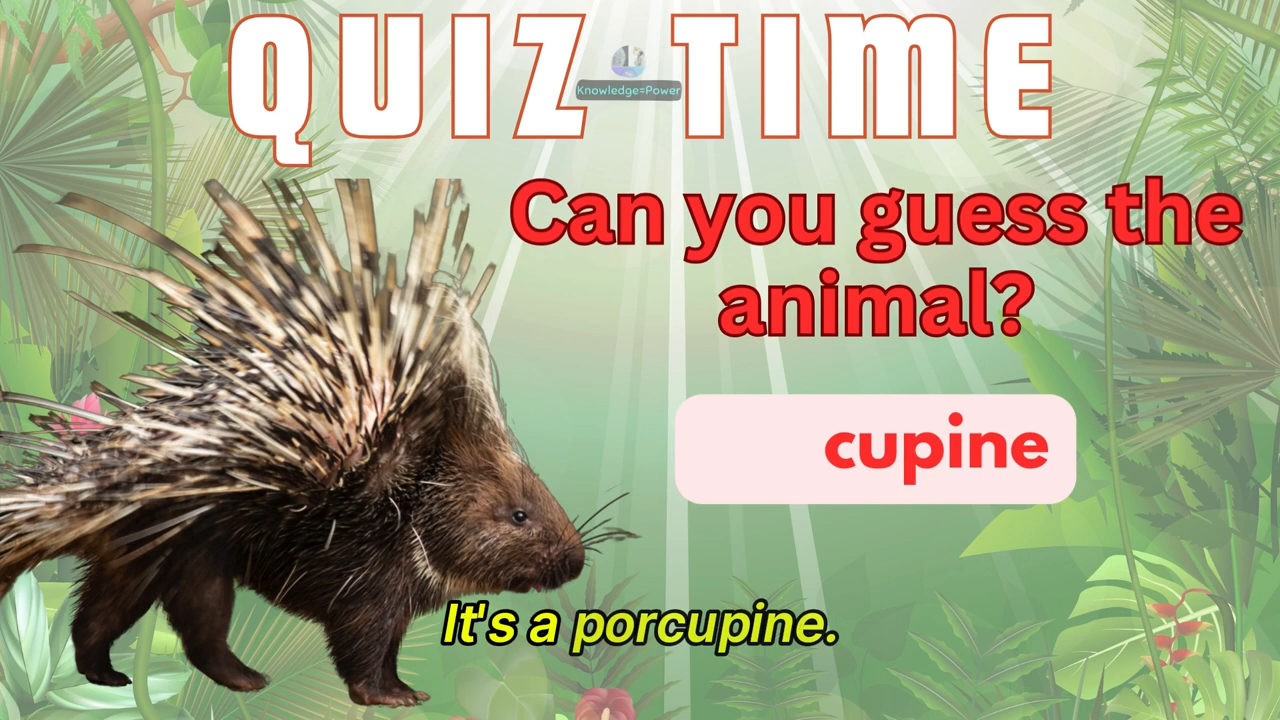 QUIZ TIME
Knowledge=Power
Can you guess the
animal?
cupine
It's a porcupine.